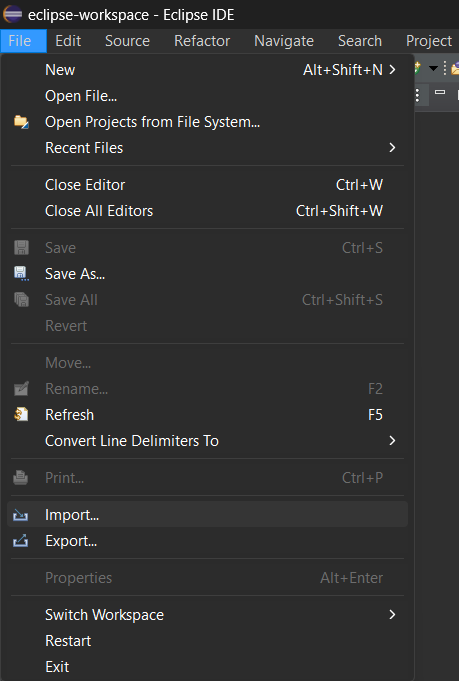 eclipse-workspace - Eclipse IDE
File Edit Source Refactor Navigate Search Project
New Alt+Shift+N
Open File...
Open Projects from File System...
Recent Files
Close Editor Ctrl+W
Close All Editors Ctrl+Shift+W
Save Ctrl+S
Save As...
Save All Ctrl+Shift+S
Revert
Move...
Rename... F2
Refresh F5
Convert Line Delimiters To
Print... Ctrl+P
Import...
Export...
Properties Alt+Enter
Switch Workspace
Restart
Exit